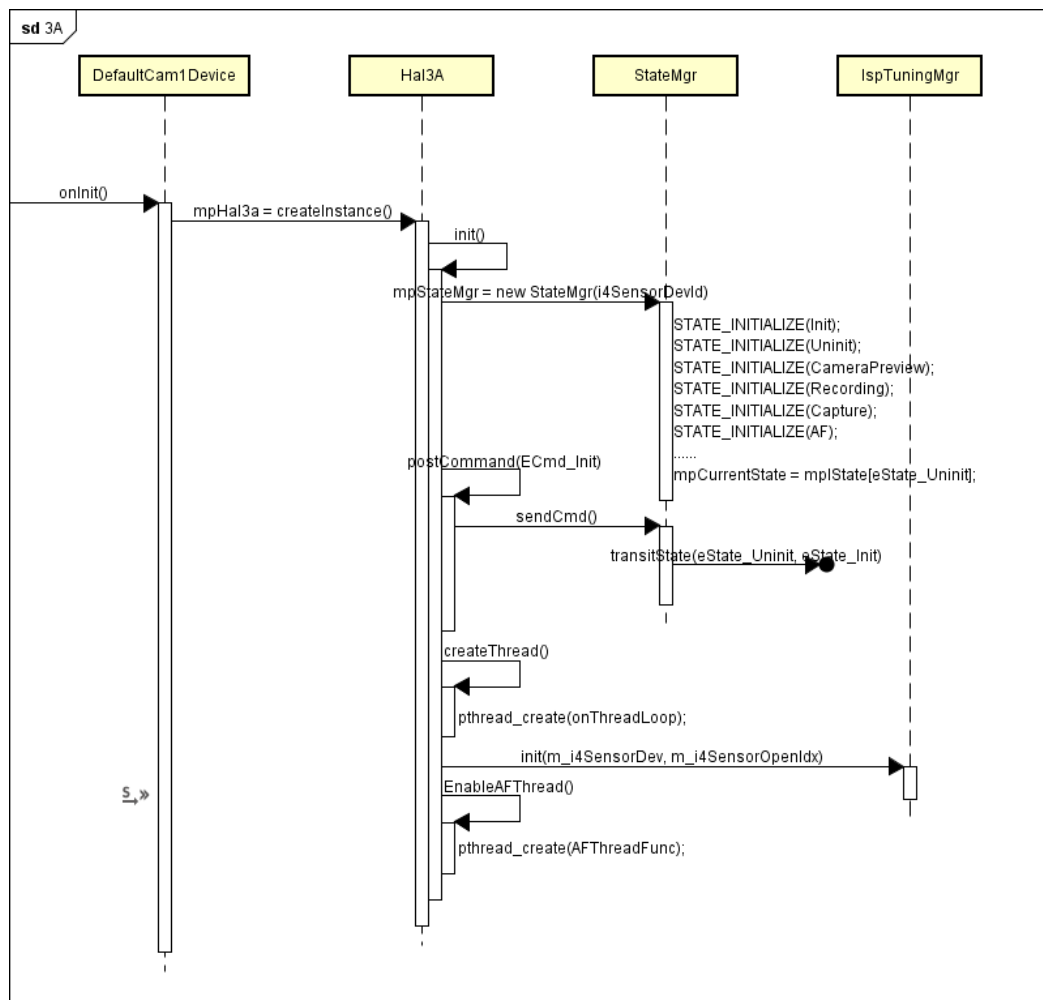 sd 3A
DefaultCam1Device
Hal3A
StateMgr
IspTuningMgr
onInit()
mpHal3a = createInstance()
init()
mpStateMgr = new StateMgr(i4SensorDevId)
STATE_INITIALIZE(Init);
STATE_INITIALIZE(Uninit);
STATE_INITIALIZE(CameraPreview);
STATE_INITIALIZE(Recording);
STATE_INITIALIZE(Capture);
STATE_INITIALIZE(AF);
......
postCommand(ECmd_Init)
mpCurrentState = mpIState[eState_Uninit];
sendCmd()
transitState(eState_Uninit, eState_Init)
createThread()
pthread_create(onThreadLoop);
init(m_i4SensorDev, m_i4SensorOpenIdx)
EnableAFThread()
S
pthread_create(AFThreadFunc);